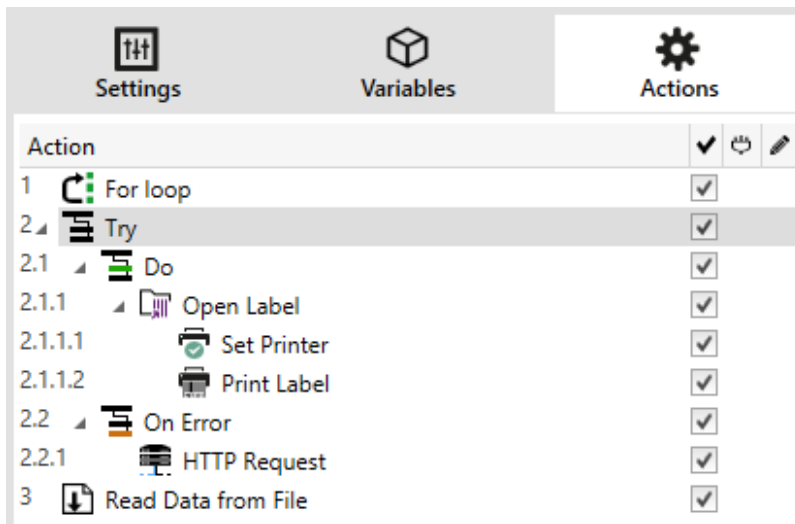 Settings Variables Actions
Action
1 For loop
2 Try
2.1 Do
2.1.1 Open Label
2.1.1.1 Set Printer
2.1.1.2 Print Label
2.2 On Error
2.2.1 HTTP Request
3 Read Data from File